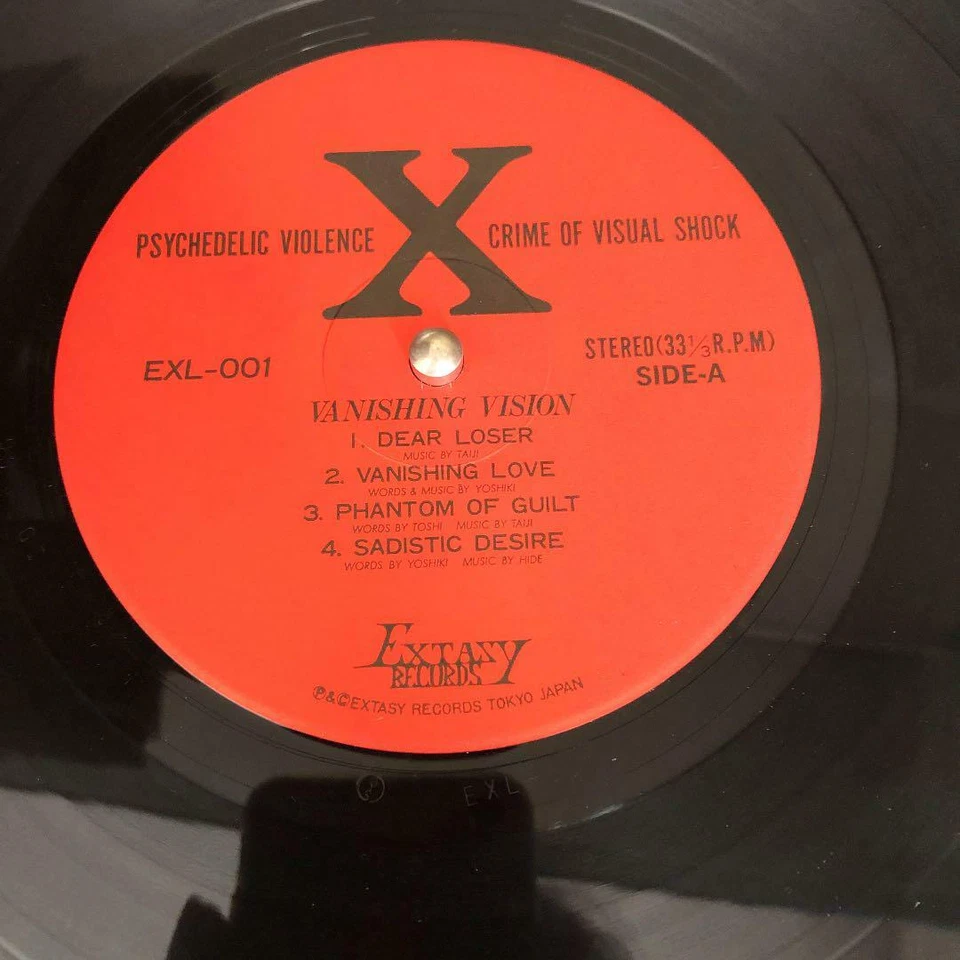 X
PSYCHEDELIC VIOLENCE CRIME OF VISUAL SHOCK
EXL-001
STEREO(33⅓R.P.M)
SIDE-A
VANISHING VISION
1. DEAR LOSER
MUSIC BY TAIJI
2. VANISHING LOVE
WORDS & MUSIC BY YOSHIKI
3. PHANTOM OF GUILT
WORDS BY TOSHI MUSIC BY TAIJI
4. SADISTIC DESIRE
WORDS BY YOSHIKI MUSIC BY HIDE
EXTASY
RECORDS
℗&©EXTASY RECORDS TOKYO JAPAN
EXL